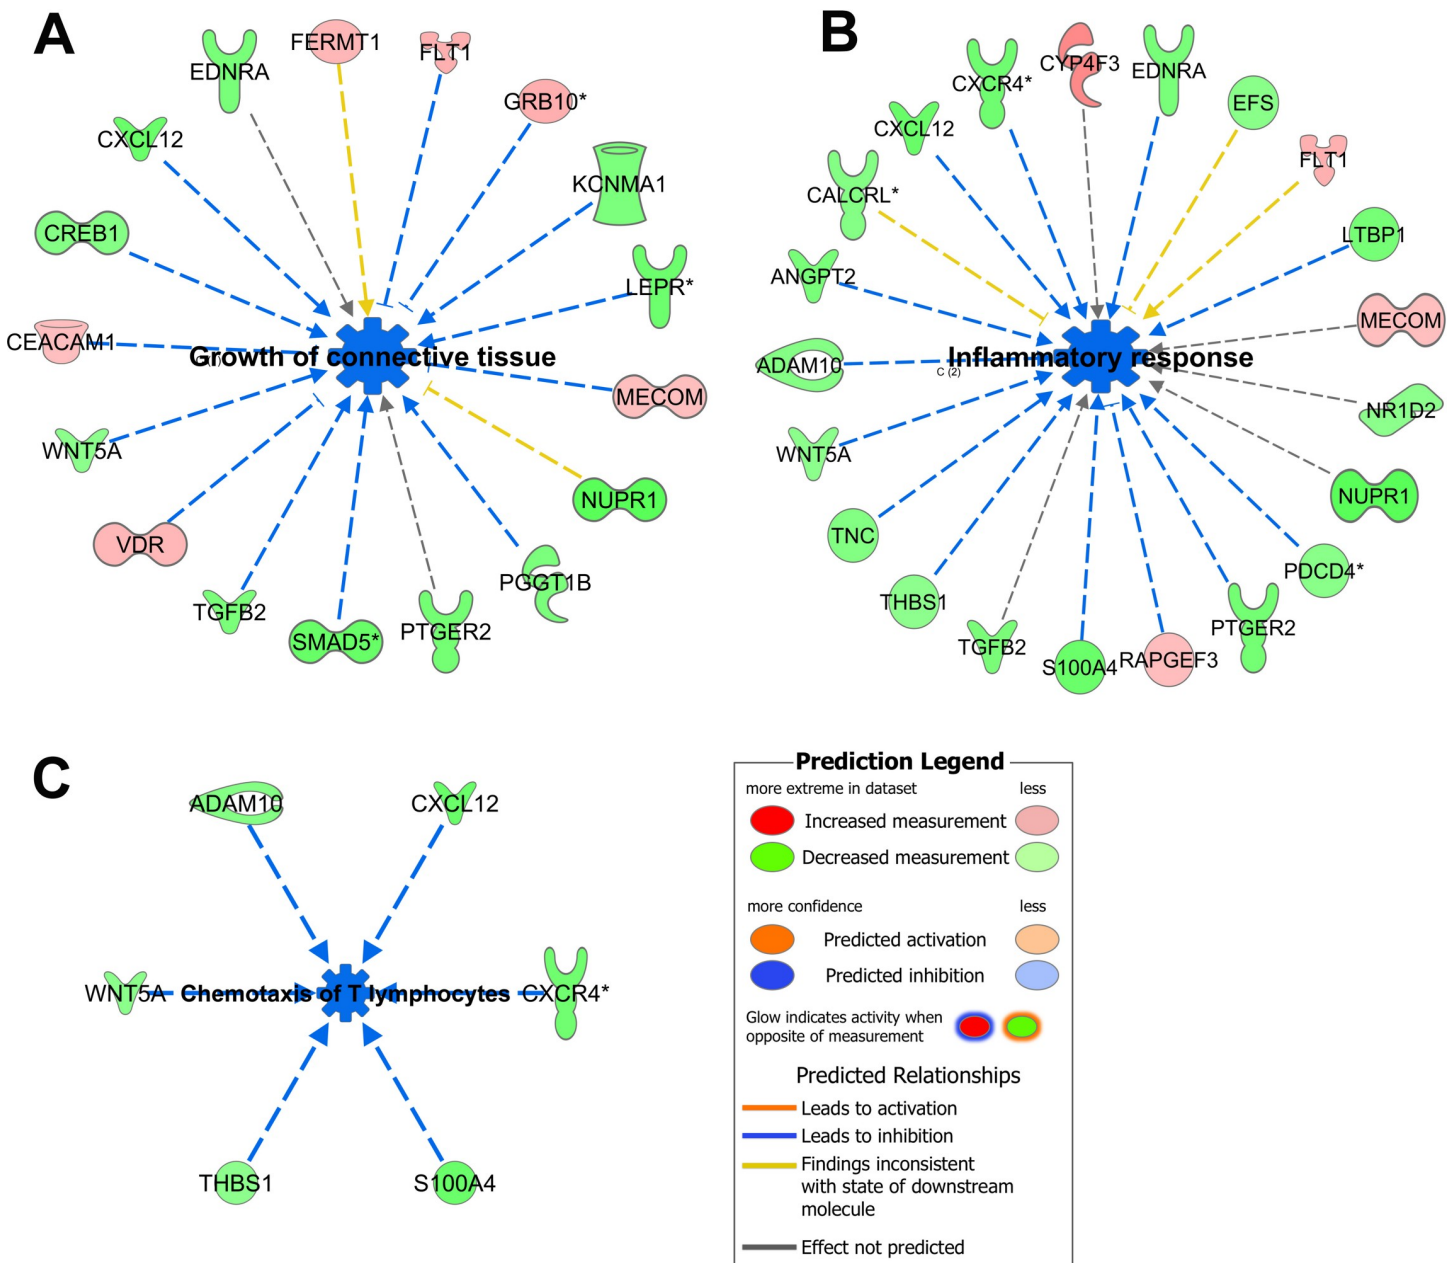 A
EDNRA
FERMT1
FLT1
GRB10*
CXCL12
KCNMA1
CREB1
LEPR*
CEACAM1
Growth of connective tissue
MECOM
WNT5A
NUPR1
VDR
PGGT1B
TGFB2
SMAD5*
PTGER2
B
CXCR4*
CYP4F3
EDNRA
EFS
CXCL12
FLT1
CALCRL*
LTBP1
ANGPT2
MECOM
ADAM10
C (2)
Inflammatory response
NR1D2
WNT5A
NUPR1
TNC
PDCD4*
THBS1
TGFB2
S100A4
RAPGEF3
PTGER2
C
ADAM10
CXCL12
WNT5A
Chemotaxis of T lymphocytes
CXCR4*
THBS1
S100A4
Prediction Legend
more extreme in dataset less
Increased measurement
Decreased measurement
more confidence less
Predicted activation
Predicted inhibition
Glow indicates activity when
opposite of measurement
Predicted Relationships
Leads to activation
Leads to inhibition
Findings inconsistent
with state of downstream
molecule
Effect not predicted